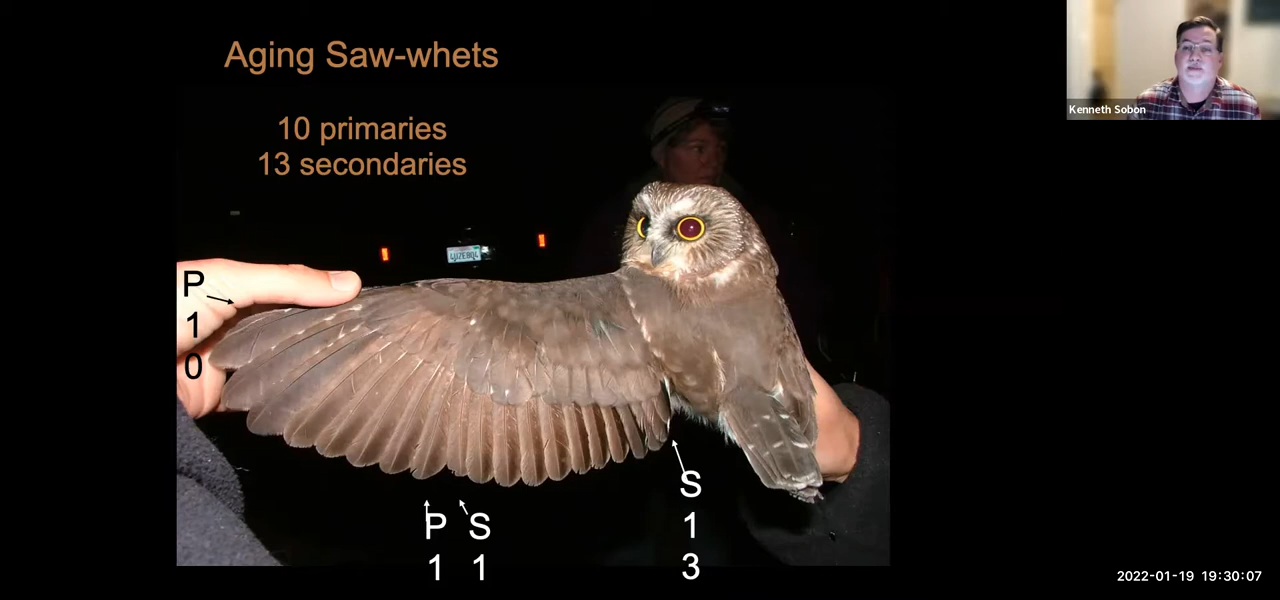 Aging Saw-whets
10 primaries
13 secondaries
Kenneth Sobon
P
1
0
P
1
S
1
S
1
3
2022-01-19 19:30:07